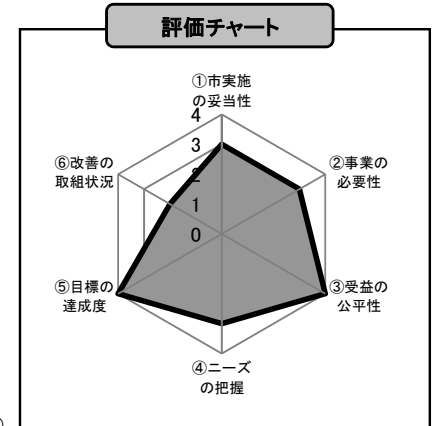 評価チャート
①市実施
の妥当性
4
3
2
1
0
②事業の
必要性
③受益の
公平性
④ニーズ
の把握
⑤目標の
達成度
⑥改善の
取組状況